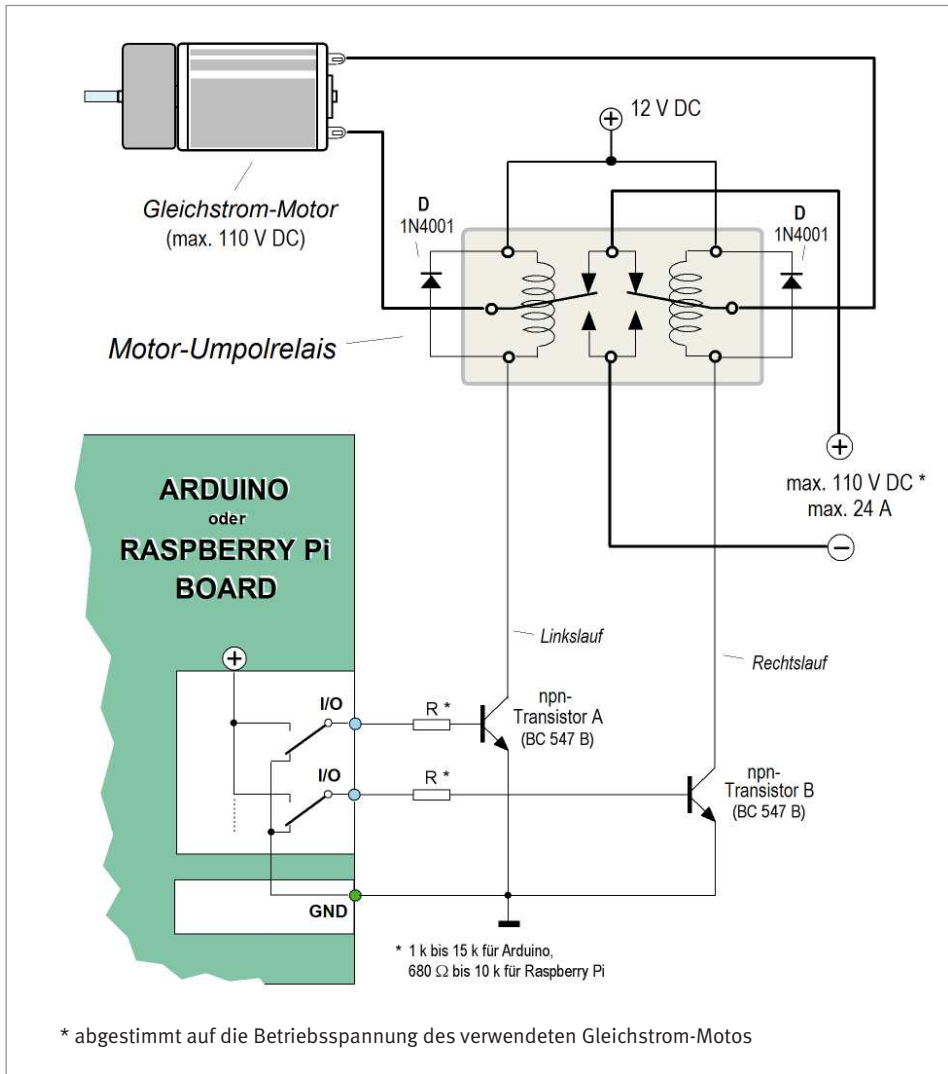 12 V DC
Gleichstrom-Motor
(max. 110 V DC)
D
1N4001
D
1N4001
Motor-Umpolrelais
max. 110 V DC *
max. 24 A
ARDUINO
oder
RASPBERRY Pi
BOARD
Linkslauf
Rechtslauf
I/O
R *
npn-
Transistor A
(BC 547 B)
I/O
R *
npn-
Transistor B
(BC 547 B)
GND
* 1 k bis 15 k für Arduino,
680 Ω bis 10 k für Raspberry Pi
* abgestimmt auf die Betriebsspannung des verwendeten Gleichstrom-Motos